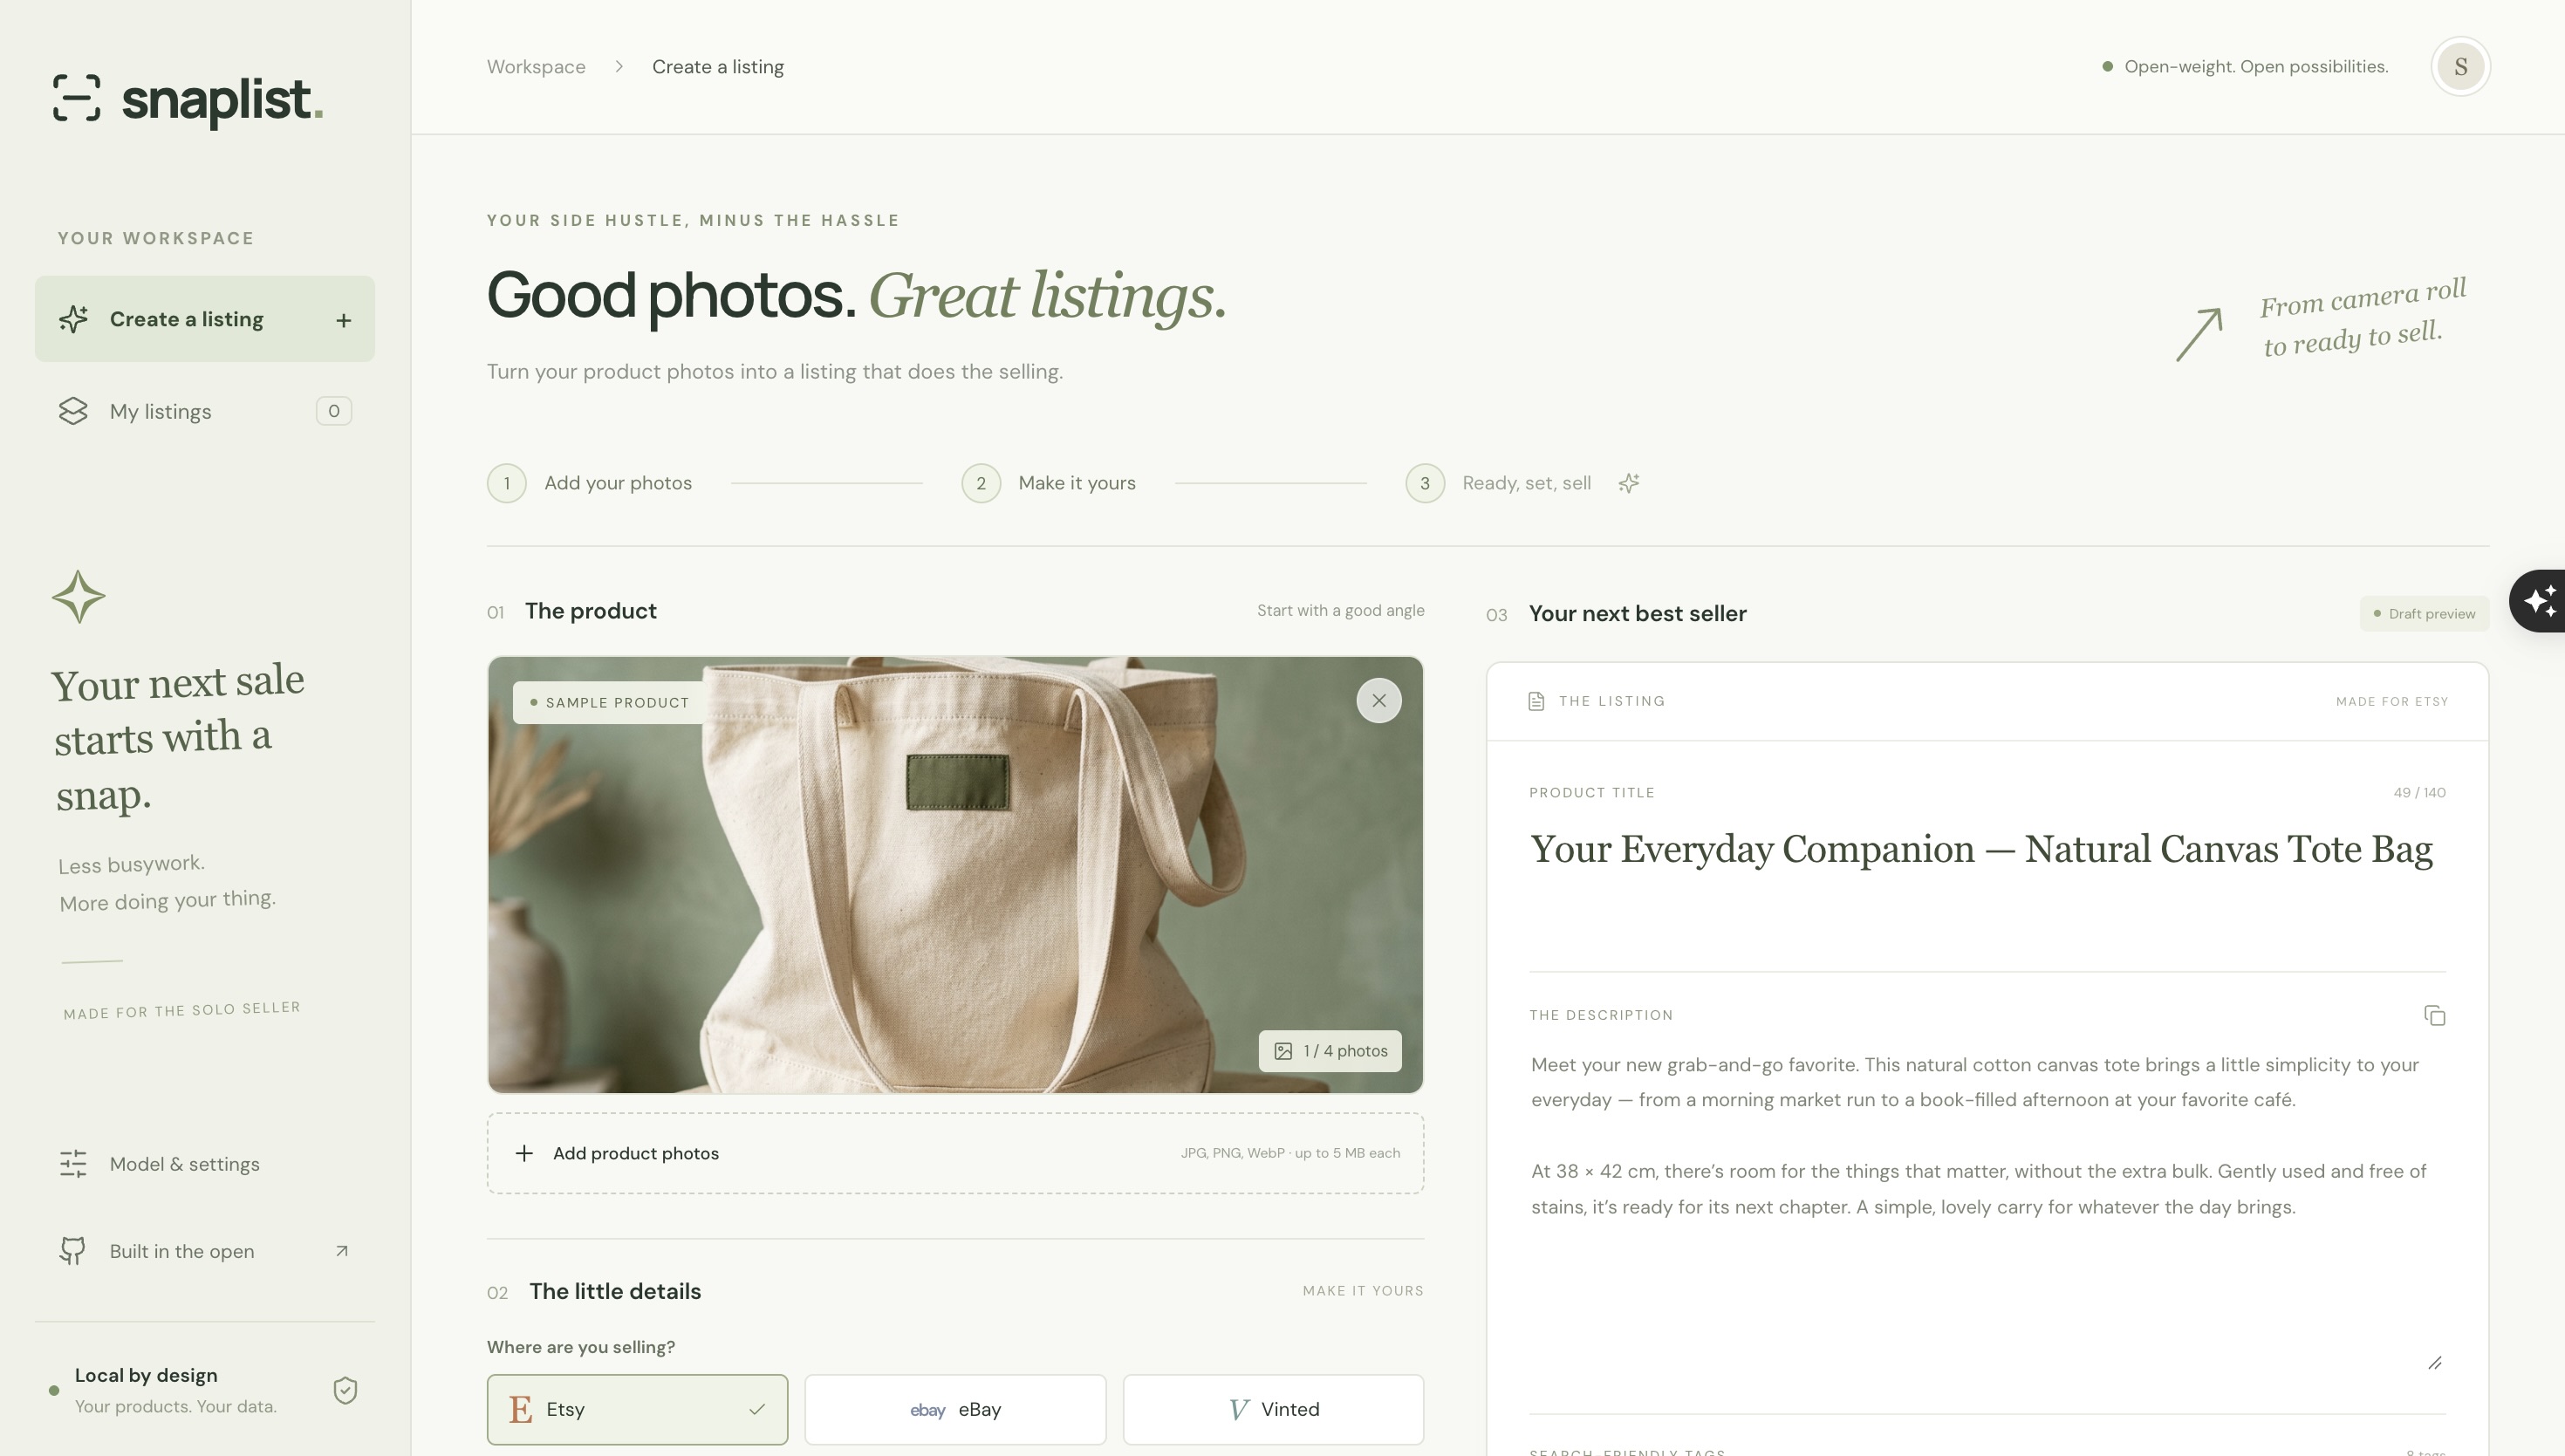 snaplist.
YOUR WORKSPACE
Create a listing
+
My listings
0
Your next sale
starts with a
snap.
Less busywork.
More doing your thing.
MADE FOR THE SOLO SELLER
Model & settings
Built in the open
Local by design
Your products. Your data.
Workspace
Create a listing
Open-weight. Open possibilities.
S
YOUR SIDE HUSTLE, MINUS THE HASSLE
Good photos. Great listings.
Turn your product photos into a listing that does the selling.
From camera roll
to ready to sell.
1 Add your photos
2 Make it yours
3 Ready, set, sell
01 The product
Start with a good angle
SAMPLE PRODUCT
1 / 4 photos
Add product photos
JPG, PNG, WebP · up to 5 MB each
02 The little details
MAKE IT YOURS
Where are you selling?
E Etsy
ebay eBay
V Vinted
03 Your next best seller
Draft preview
THE LISTING
MADE FOR ETSY
PRODUCT TITLE
49 / 140
Your Everyday Companion — Natural Canvas Tote Bag
THE DESCRIPTION
Meet your new grab-and-go favorite. This natural cotton canvas tote brings a little simplicity to your
everyday — from a morning market run to a book-filled afternoon at your favorite café.
At 38 × 42 cm, there’s room for the things that matter, without the extra bulk. Gently used and free of
stains, it’s ready for its next chapter. A simple, lovely carry for whatever the day brings.
SEARCH-FRIENDLY TAGS
8 tags